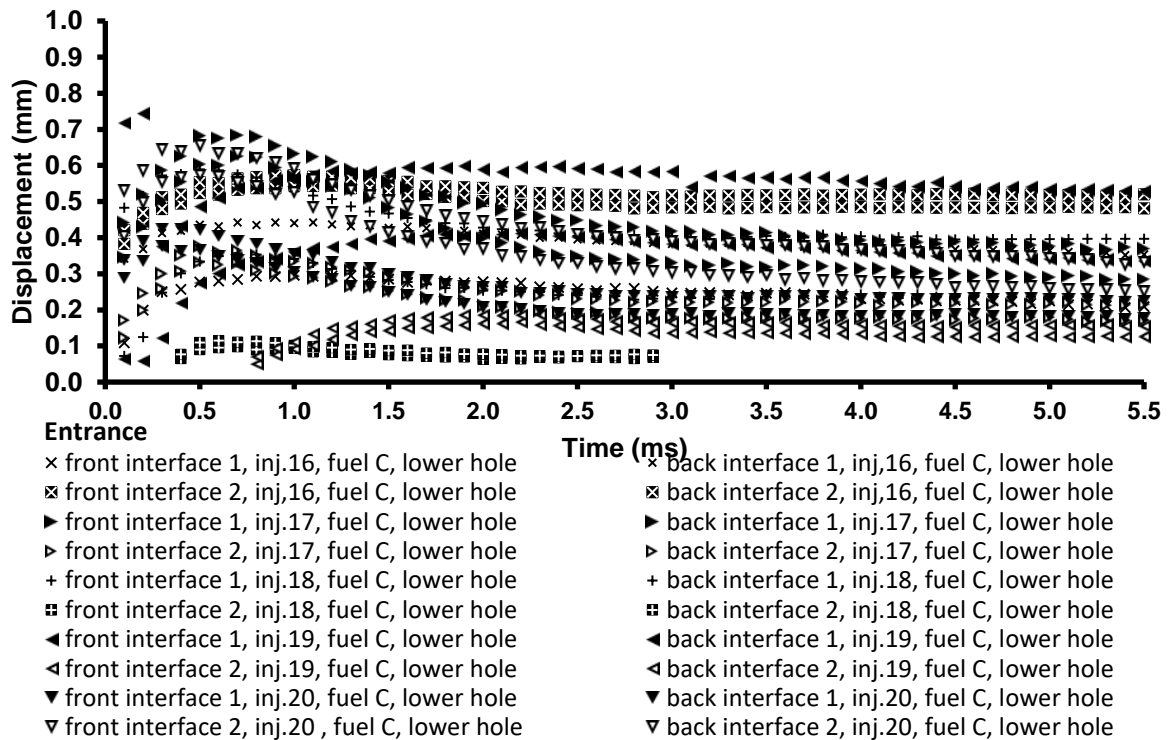 1.0
0.9
0.8
0.7
0.6
0.5
0.4
0.3
0.2
0.1
0.0
Displacement (mm)
0.0 0.5 1.0 1.5 2.0 2.5 3.0 3.5 4.0 4.5 5.0 5.5
Time (ms)
Entrance
front interface 1, inj.16, fuel C, lower hole
back interface 1, inj,16, fuel C, lower hole
front interface 2, inj,16, fuel C, lower hole
back interface 2, inj,16, fuel C, lower hole
front interface 1, inj.17, fuel C, lower hole
back interface 1, inj.17, fuel C, lower hole
front interface 2, inj.17, fuel C, lower hole
back interface 2, inj.17, fuel C, lower hole
front interface 1, inj.18, fuel C, lower hole
back interface 1, inj.18, fuel C, lower hole
front interface 2, inj.18, fuel C, lower hole
back interface 2, inj.18, fuel C, lower hole
front interface 1, inj.19, fuel C, lower hole
back interface 1, inj.19, fuel C, lower hole
front interface 2, inj.19, fuel C, lower hole
back interface 2, inj.19, fuel C, lower hole
front interface 1, inj.20, fuel C, lower hole
back interface 1, inj.20, fuel C, lower hole
front interface 2, inj.20 , fuel C, lower hole
back interface 2, inj.20, fuel C, lower hole